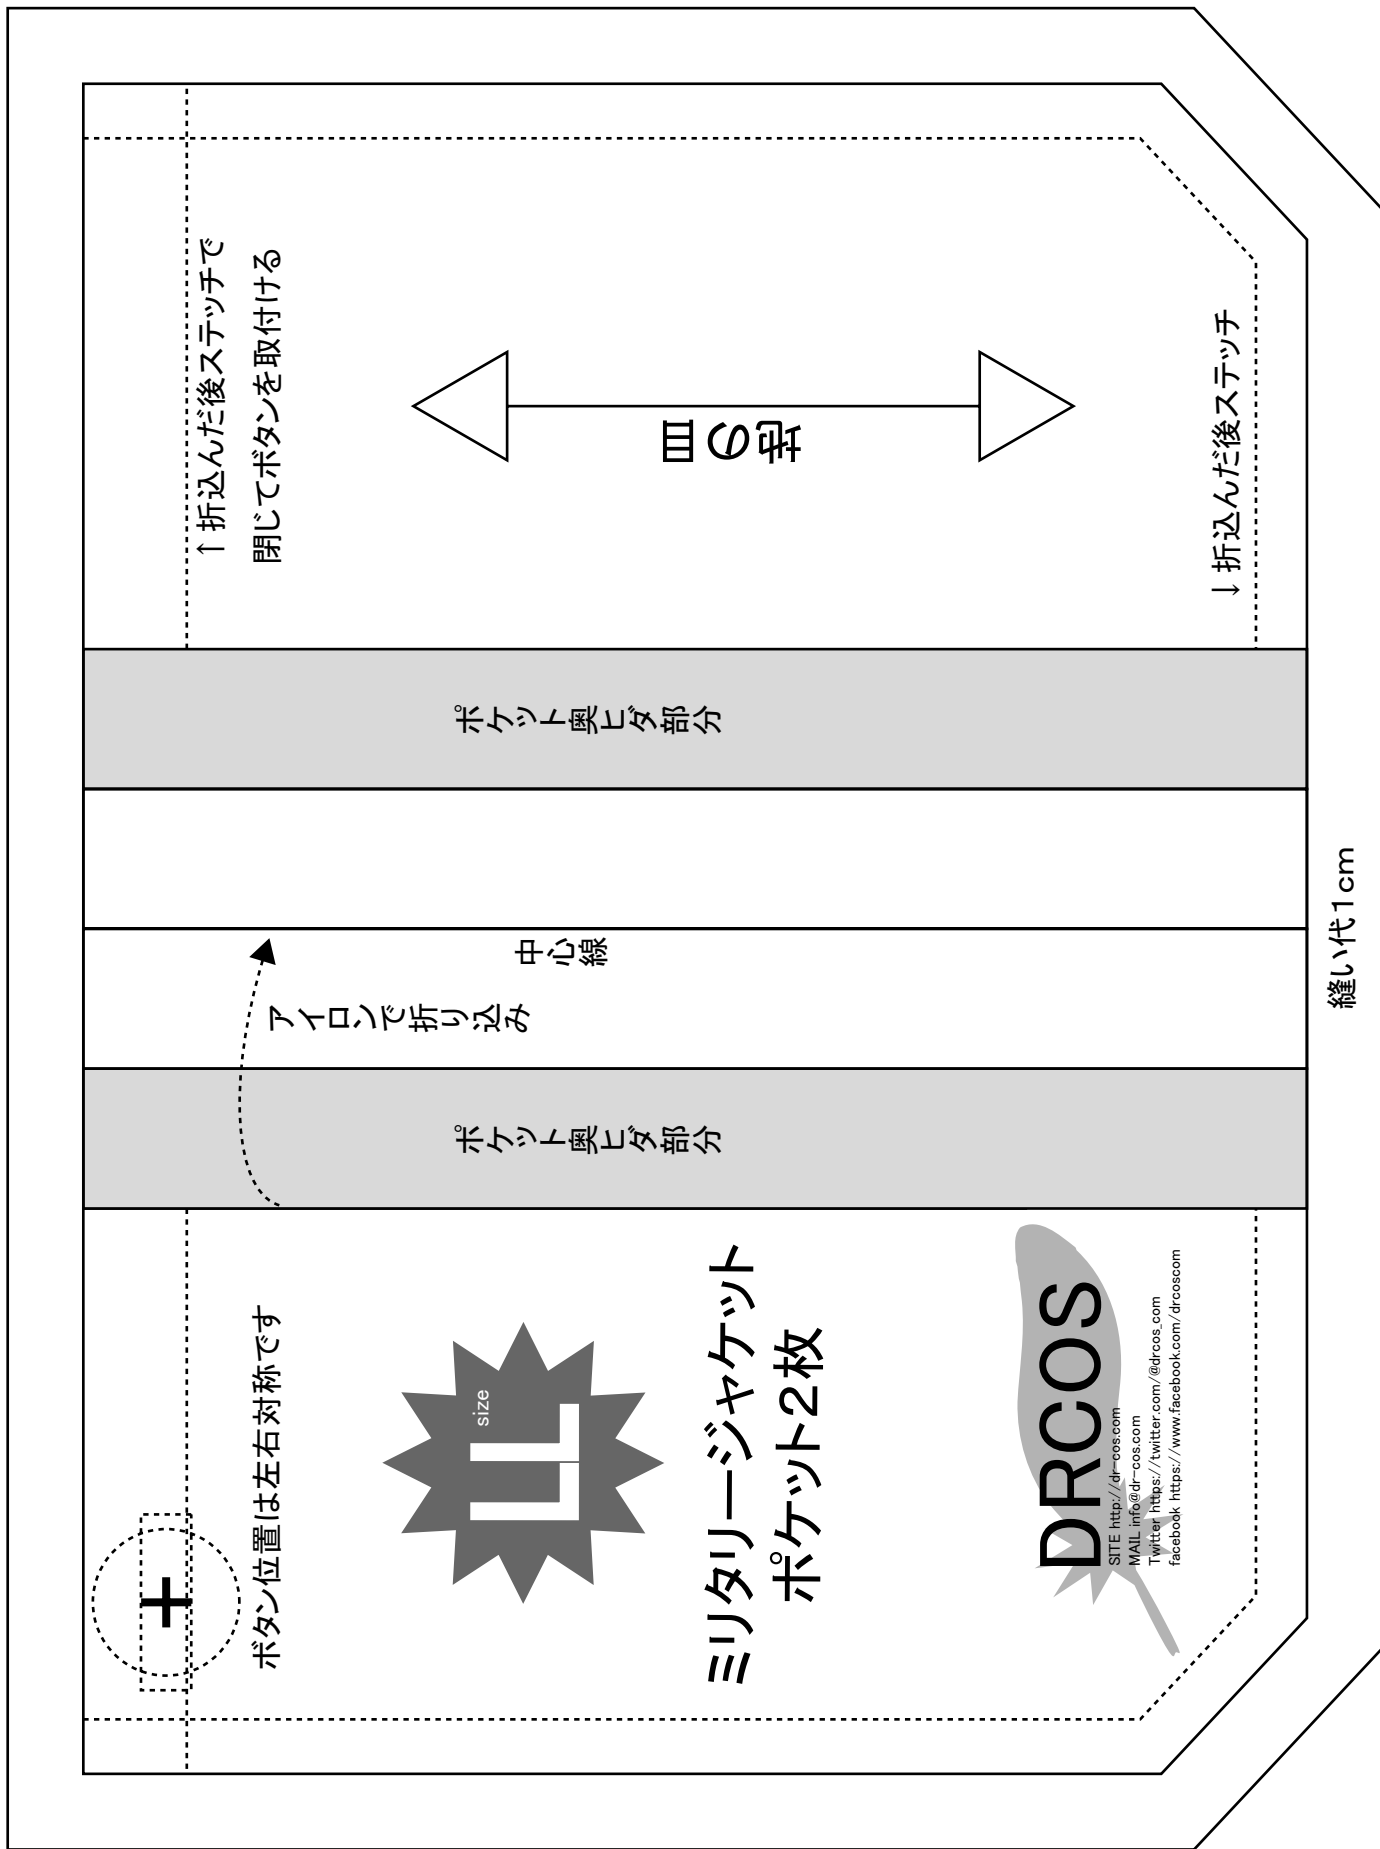 ↑折込んだ後ステッチで
閉じてボタンを取付ける
地の目
↓折込んだ後ステッチ
ポケット奥ヒダ部分
中心線
アイロンで折り込み
ポケット奥ヒダ部分
縫い代1cm
ボタン位置は左右対称です
size
LL
ミリタリージャケット
ポケット2枚
DRCOS
SITE http://dr-cos.com
MAIL info@dr-cos.com
Twitter https://twitter.com/@drcos_com
facebook https://www.facebook.com/drcoscom